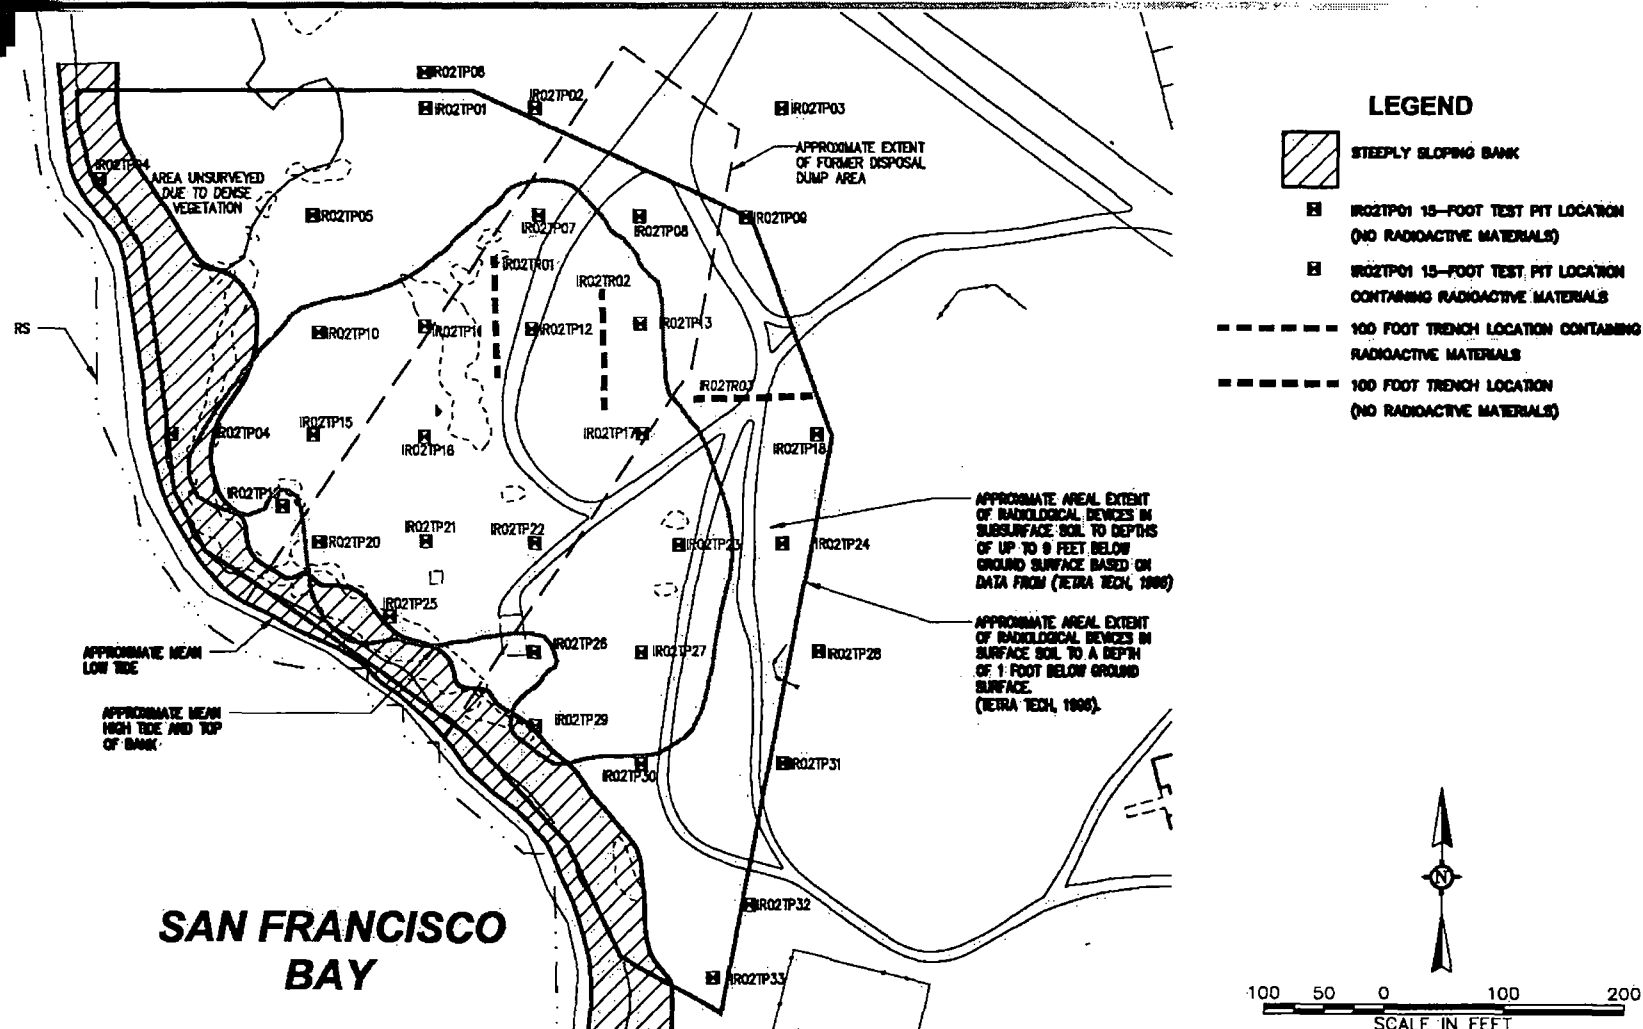 IR02TP06
IR02TP01
IR02TP02
IR02TP03
APPROXIMATE EXTENT
OF FORMER DISPOSAL
DUMP AREA
AREA UNSURVEYED
DUE TO DENSE
VEGETATION
IR02TP05
IR02TP07
IR02TP08
IR02TP09
IR02TR01
IR02TR02
IR02TP10
IR02TP11
IR02TP12
IR02TP13
RS
IR02TR03
IR02TP04
IR02TP15
IR02TP16
IR02TP17
IR02TP18
IR02TP20
IR02TP21
IR02TP22
IR02TP23
IR02TP24
IR02TP25
IR02TP26
IR02TP27
IR02TP28
IR02TP29
IR02TP30
IR02TP31
IR02TP32
IR02TP33
APPROXIMATE AREAL EXTENT
OF RADIOLOGICAL DEVICES IN
SUBSURFACE SOIL TO DEPTHS
OF UP TO 9 FEET BELOW
GROUND SURFACE BASED ON
DATA FROM (TETRA TECH,
APPROXIMATE AREAL EXTENT
OF RADIOLOGICAL DEVICES IN
SURFACE SOIL TO A DEPTH
OF 1 FOOT BELOW GROUND
SURFACE.
(TETRA TECH,
APPROXIMATE MEAN
LOW TIDE
APPROXIMATE MEAN
HIGH TIDE AND TOP
OF BANK
SAN FRANCISCO
BAY
LEGEND
STEEPLY SLOPING BANK
IR02TP01 15-FOOT TEST PIT LOCATION
(NO RADIOACTIVE MATERIALS)
IR02TP01 15-FOOT TEST PIT LOCATION
CONTAINING RADIOACTIVE MATERIALS
100 FOOT TRENCH LOCATION CONTAINING
RADIOACTIVE MATERIALS
100 FOOT TRENCH LOCATION
(NO RADIOACTIVE MATERIALS)
N
100 50 0 100 200
SCALE IN FEET